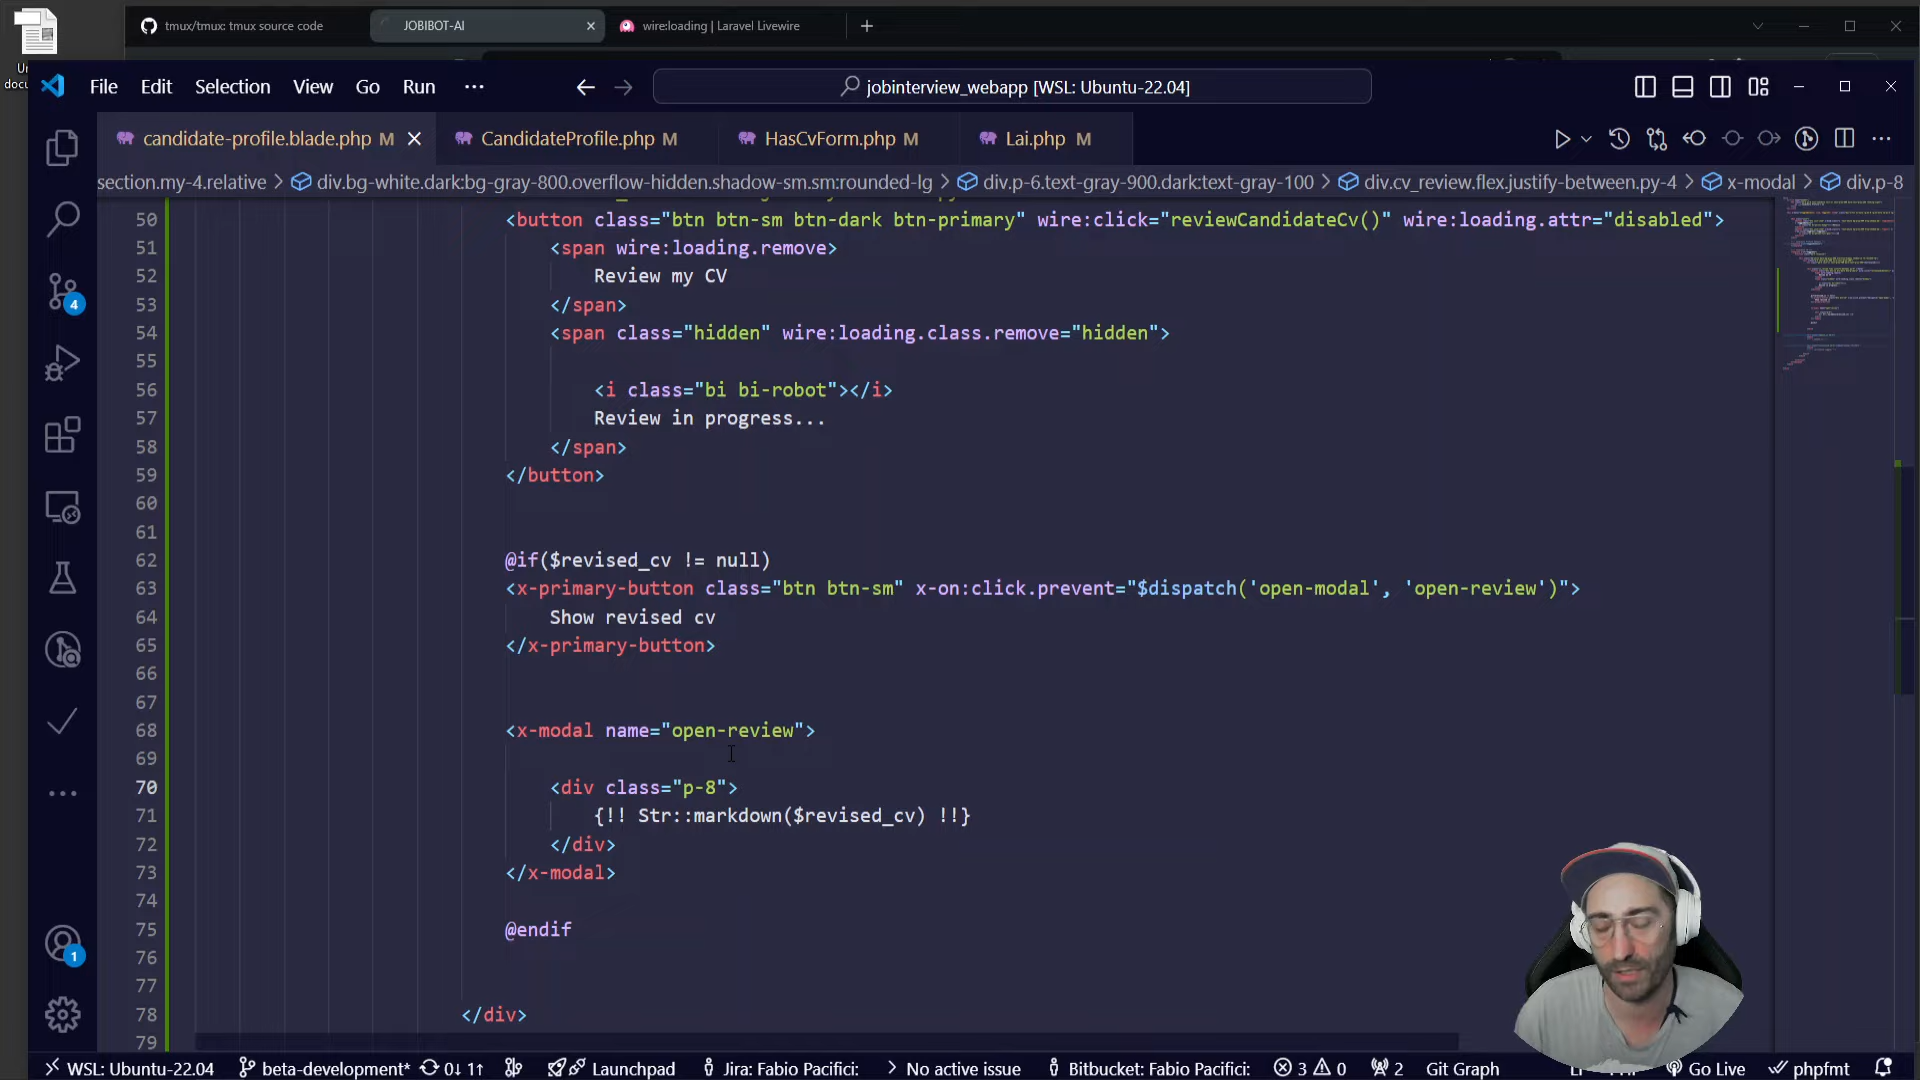 tmux/tmux: tmux source code
JOBIBOT-AI
wire:loading | Laravel Livewire
File Edit Selection View Go Run ···
jobinterview_webapp [WSL: Ubuntu-22.04]
candidate-profile.blade.php M
CandidateProfile.php M
HasCvForm.php M
Lai.php M
section.my-4.relative > div.bg-white.dark:bg-gray-800.overflow-hidden.shadow-sm.sm:rounded-lg > div.p-6.text-gray-900.dark:text-gray-100 > div.cv_review.flex.justify-between.py-4 > x-modal > div.p-8
50 <button class="btn btn-sm btn-dark btn-primary" wire:click="reviewCandidateCv()" wire:loading.attr="disabled">
51 <span wire:loading.remove>
52 Review my CV
53 </span>
54 <span class="hidden" wire:loading.class.remove="hidden">
55
56 <i class="bi bi-robot"></i>
57 Review in progress...
58 </span>
59 </button>
60
61
62 @if($revised_cv != null)
63 <x-primary-button class="btn btn-sm" x-on:click.prevent="$dispatch('open-modal', 'open-review')">
64 Show revised cv
65 </x-primary-button>
66
67
68 <x-modal name="open-review">
69
70 <div class="p-8">
71 {!! Str::markdown($revised_cv) !!}
72 </div>
73 </x-modal>
74
75 @endif
76
77
78 </div>
79
4
1
WSL: Ubuntu-22.04 beta-development* 0↓ 1↑ Launchpad Jira: Fabio Pacifici: No active issue Bitbucket: Fabio Pacifici: 3 0 2 Git Graph Go Live phpfmt